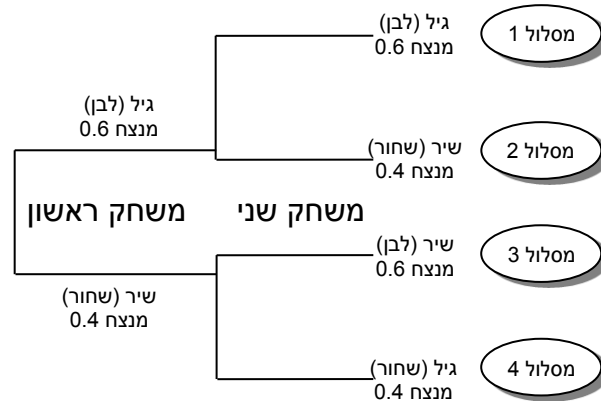 גיל (לבן)
מנצח 0.6
מסלול 1
גיל (לבן)
מנצח 0.6
שיר (שחור)
מנצח 0.4
מסלול 2
משחק ראשון
משחק שני
שיר (לבן)
מנצח 0.6
מסלול 3
שיר (שחור)
מנצח 0.4
גיל (שחור)
מנצח 0.4
מסלול 4